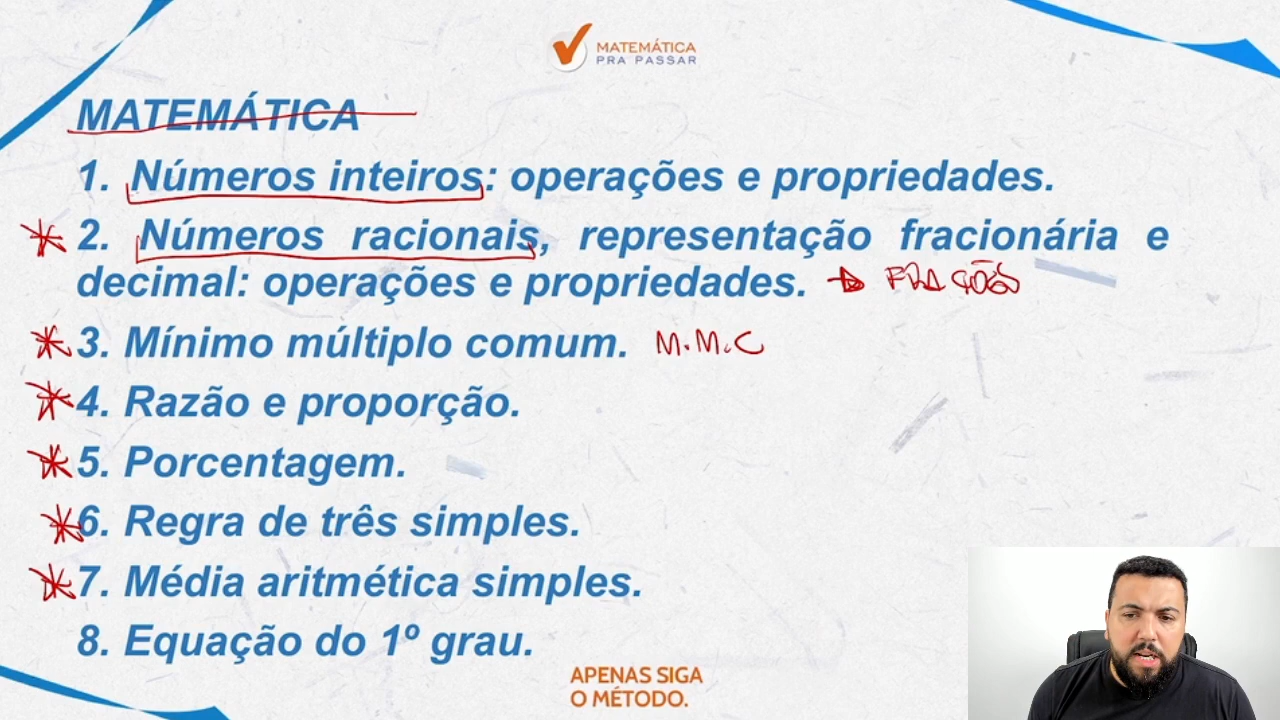 MATEMÁTICA
PRA PASSAR
MATEMÁTICA
1. Números inteiros: operações e propriedades.
2. Números racionais, representação fracionária e
decimal: operações e propriedades. → FRAÇÕES
3. Mínimo múltiplo comum. M.M.C
4. Razão e proporção.
5. Porcentagem.
6. Regra de três simples.
7. Média aritmética simples.
8. Equação do 1º grau.
APENAS SIGA
O MÉTODO.